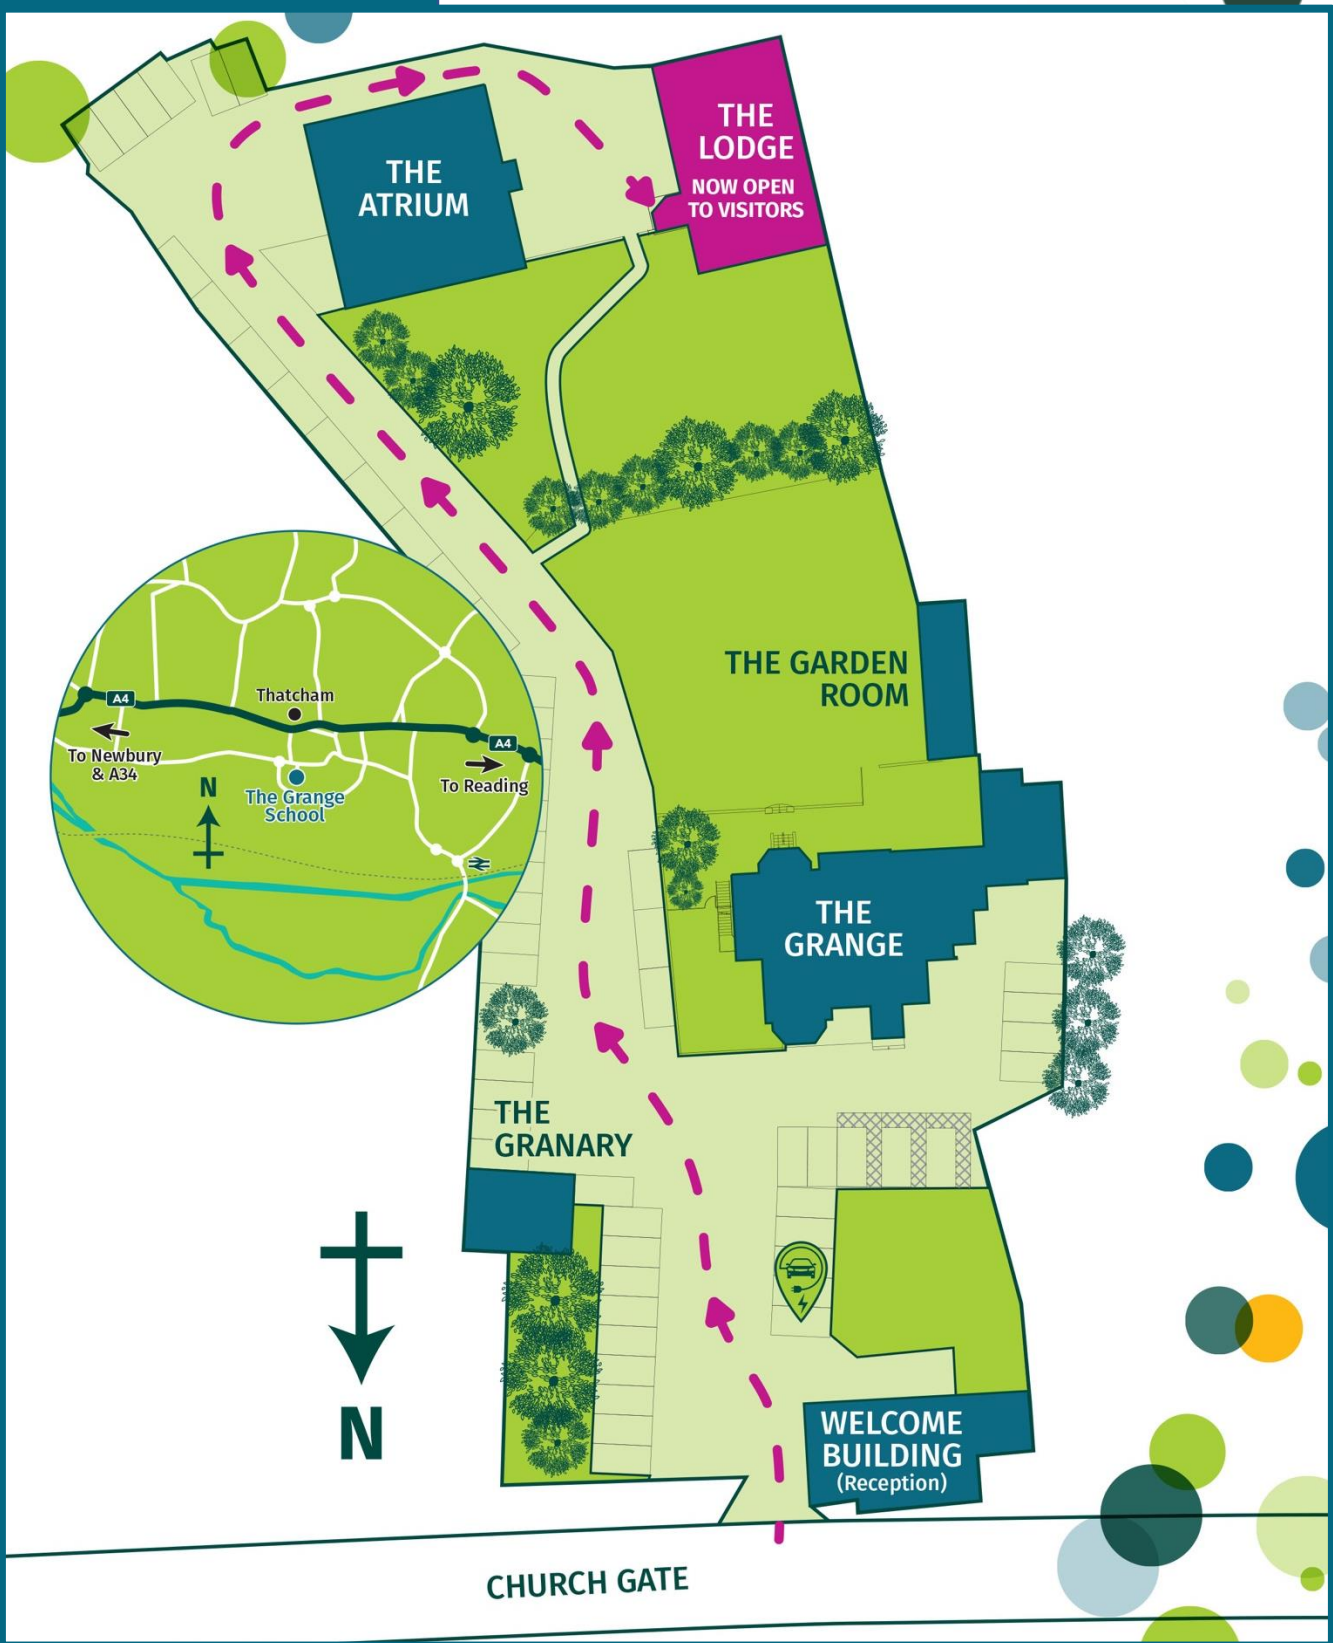 THE
LODGE
NOW OPEN
TO VISITORS
THE
ATRIUM
THE GARDEN
ROOM
A4
Thatcham
To Newbury
& A34
A4
To Reading
N
The Grange
School
THE
GRANGE
THE
GRANARY
N
WELCOME
BUILDING
(Reception)
CHURCH GATE